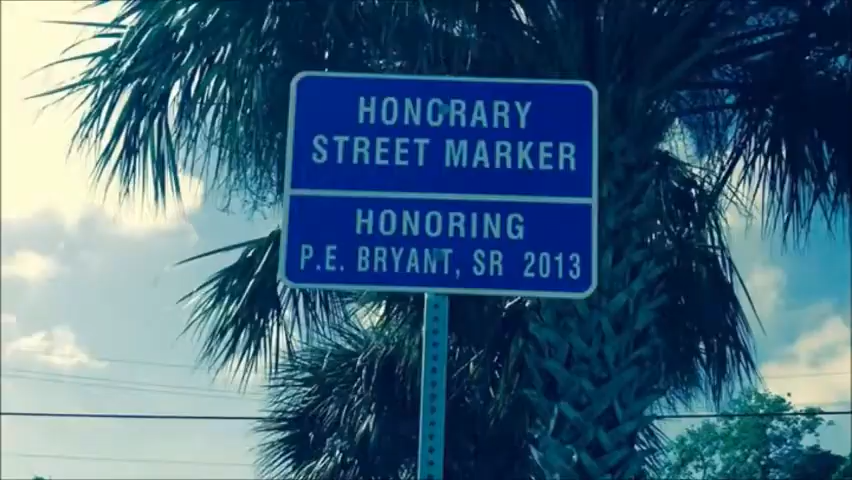 HONORARY
STREET MARKER
HONORING
P.E. BRYANT, SR 2013